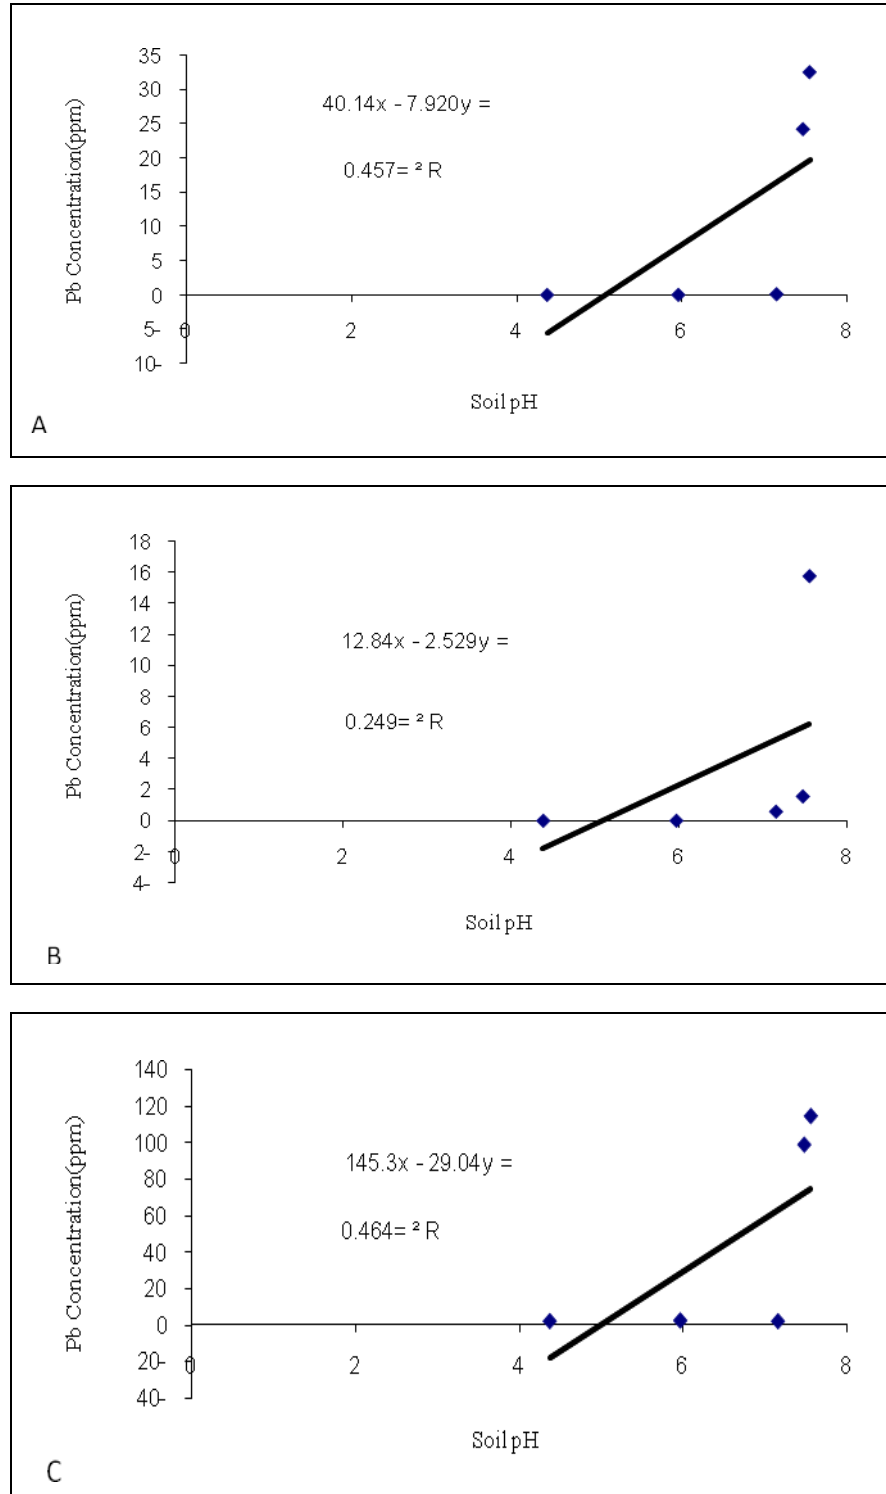 35
30
25
20
15
10
5
0
5-
10-
0 2 4 6 8
Pb Concentration(ppm)
40.14x - 7.920y =
0.457= ² R
Soil pH
A
18
16
14
12
10
8
6
4
2
0
2-
4-
0 2 4 6 8
Pb Concentration(ppm)
12.84x - 2.529y =
0.249= ² R
Soil pH
B
140
120
100
80
60
40
20
0
20-
40-
0 2 4 6 8
Pb Concentration(ppm)
145.3x - 29.04y =
0.464= ² R
Soil pH
C